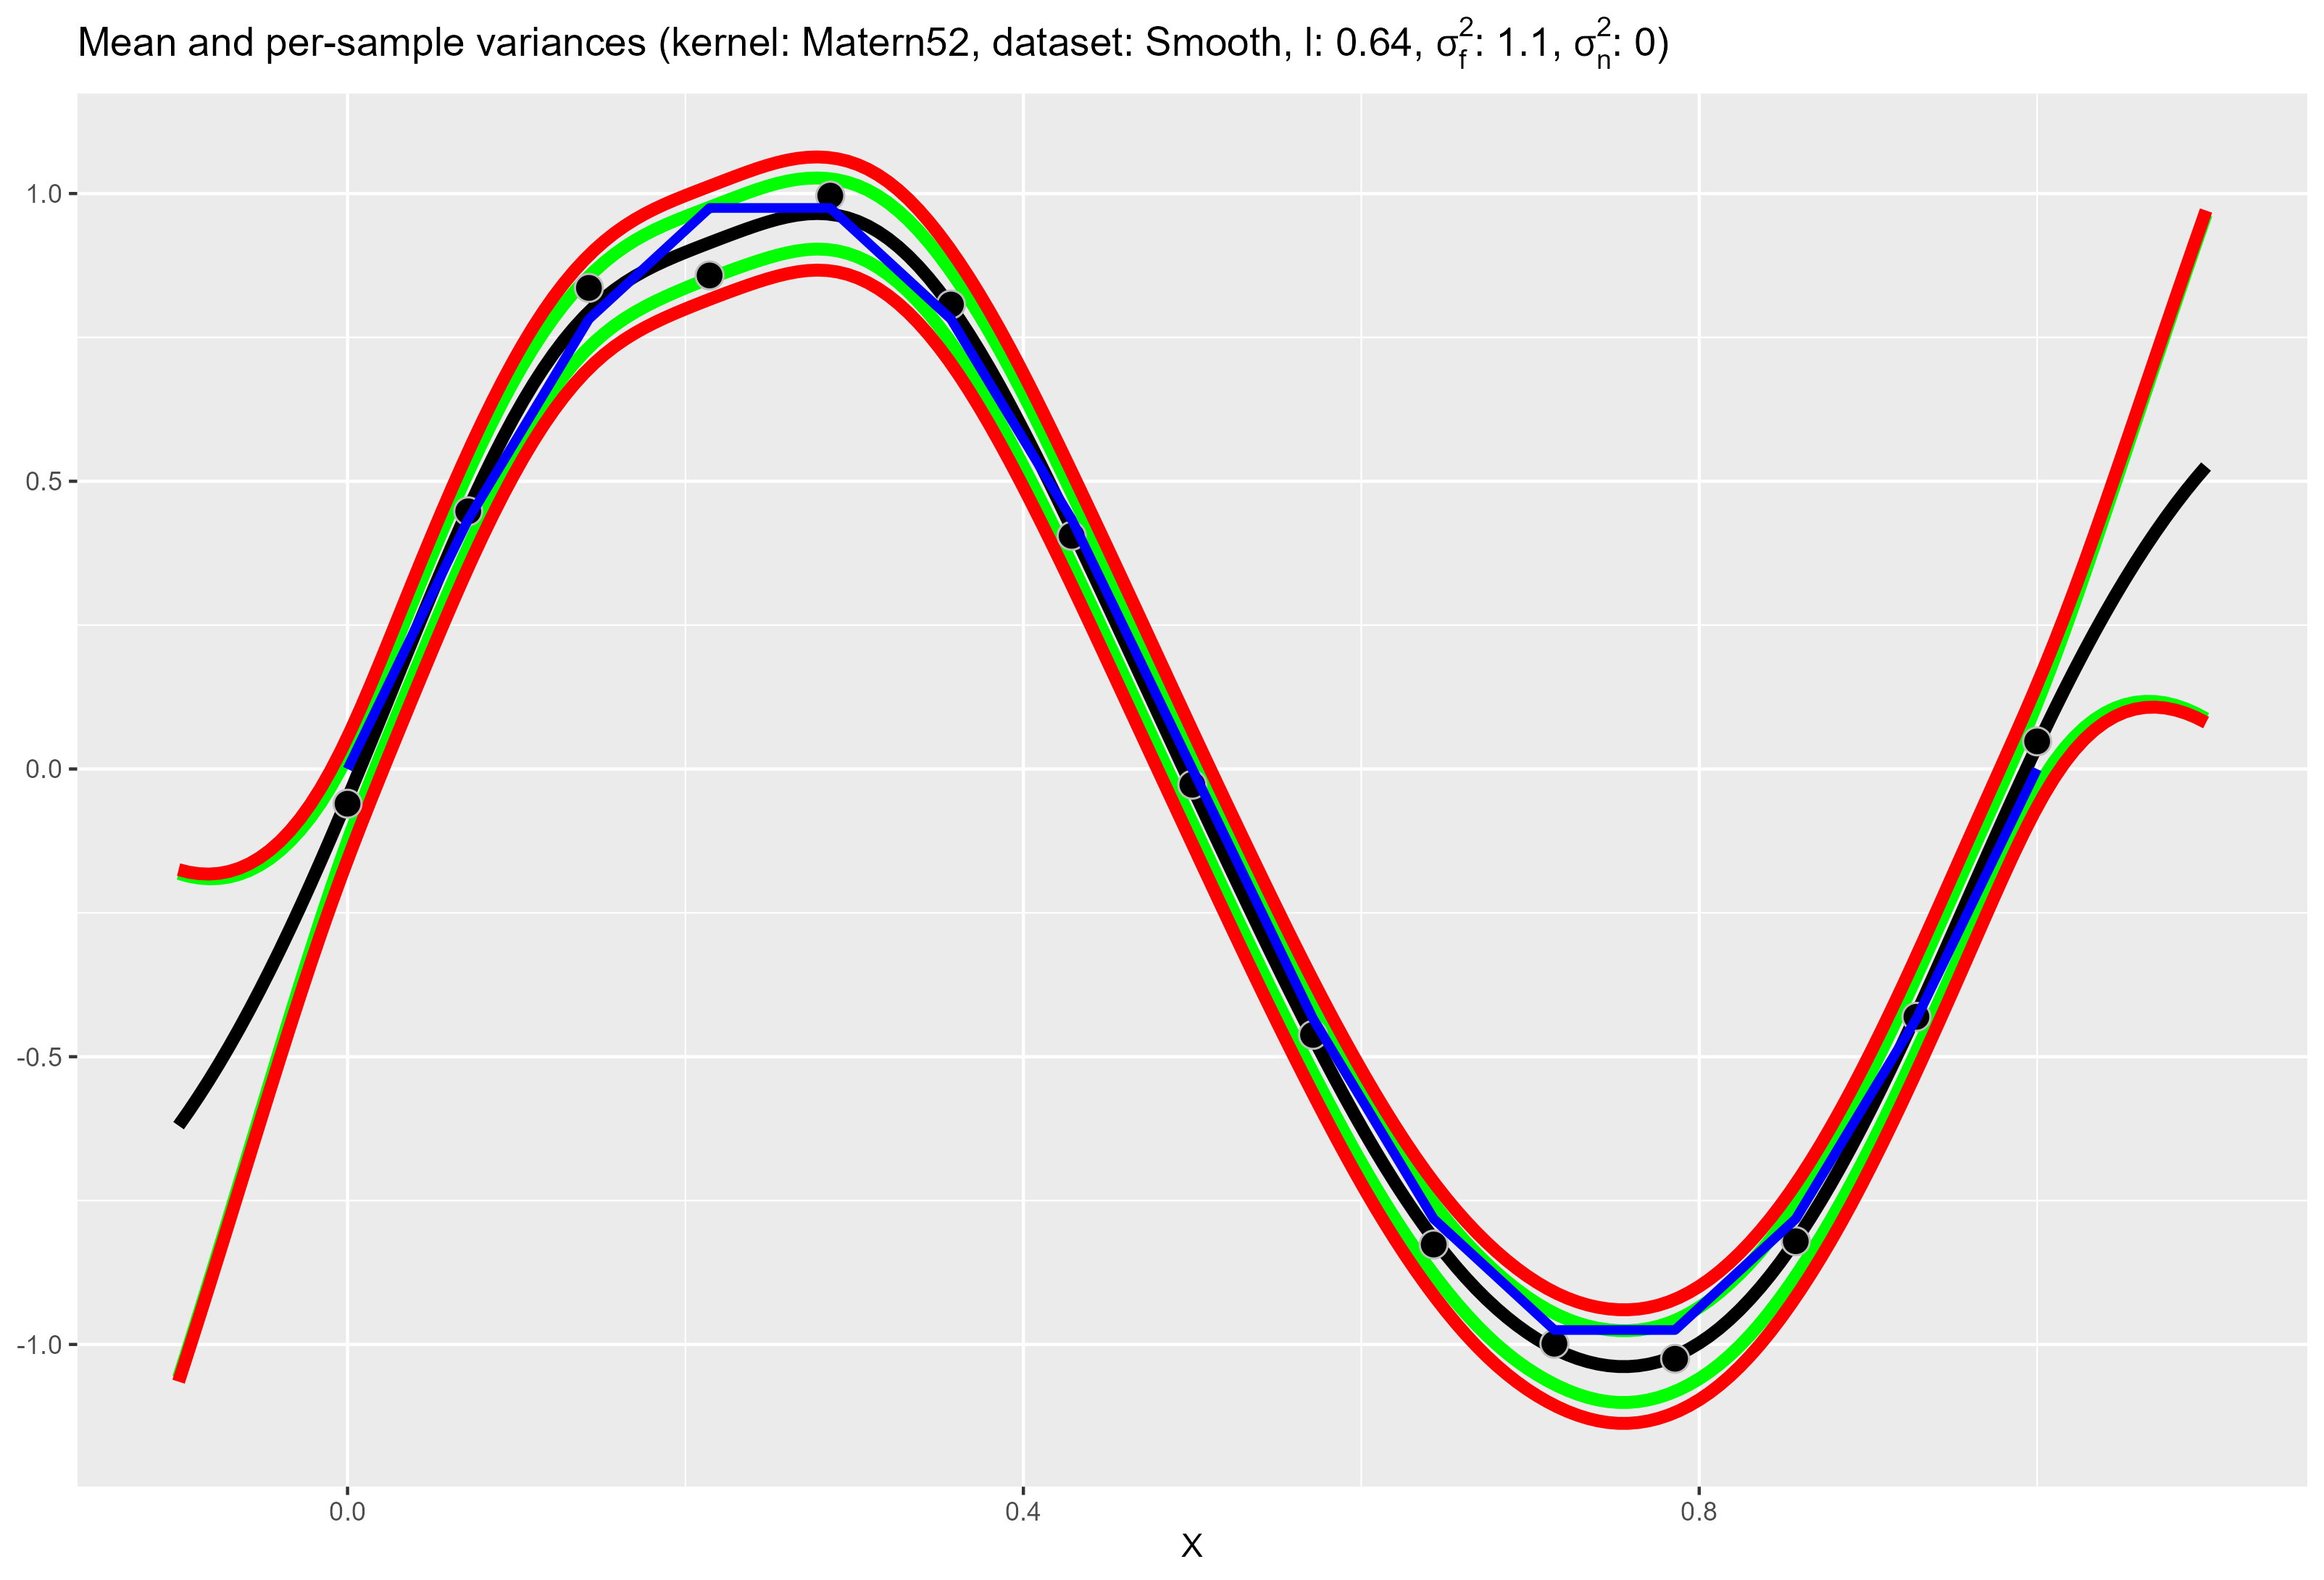 Mean and per-sample variances (kernel: Matern52, dataset: Smooth, l: 0.64, σ²f: 1.1, σ²n: 0)
1.0
0.5
0.0
-0.5
-1.0
0.0 0.4 0.8
X